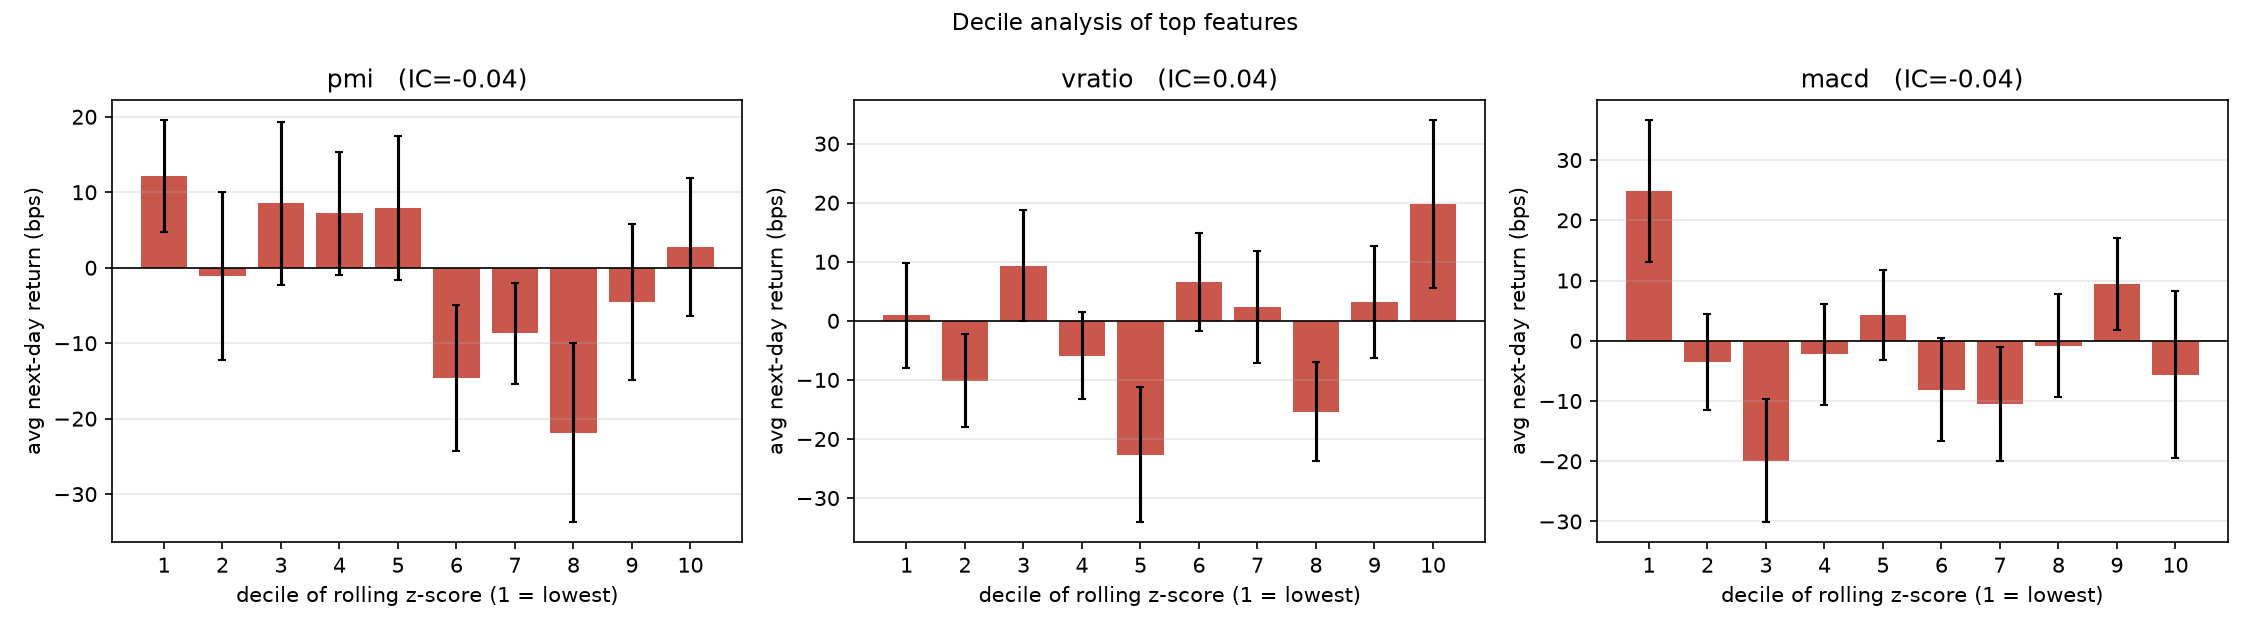 Decile analysis of top features
pmi (IC=-0.04)
avg next-day return (bps)
20
10
0
−10
−20
−30
1 2 3 4 5 6 7 8 9 10
decile of rolling z-score (1 = lowest)
vratio (IC=0.04)
avg next-day return (bps)
30
20
10
0
−10
−20
−30
1 2 3 4 5 6 7 8 9 10
decile of rolling z-score (1 = lowest)
macd (IC=-0.04)
avg next-day return (bps)
30
20
10
0
−10
−20
−30
1 2 3 4 5 6 7 8 9 10
decile of rolling z-score (1 = lowest)